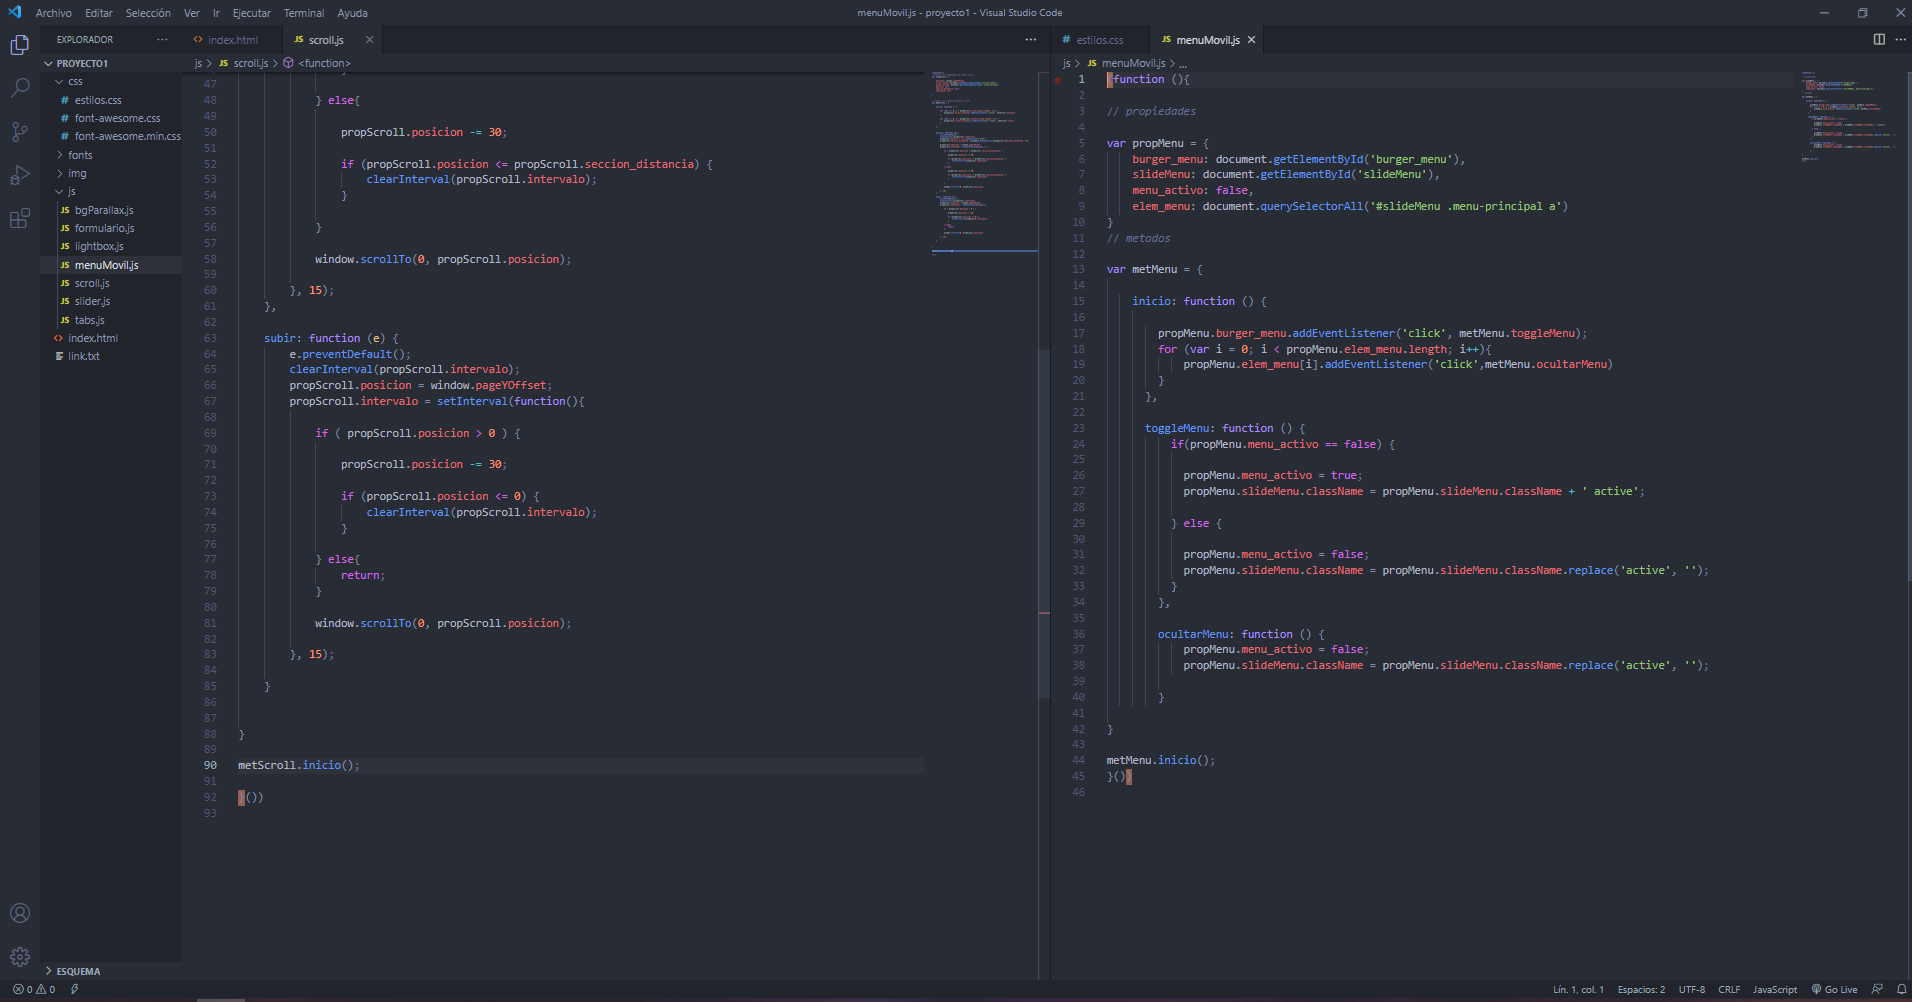 Archivo Editar Selección Ver Ir Ejecutar Terminal Ayuda
menuMovil.js - proyecto1 - Visual Studio Code
EXPLORADOR
PROYECTO1
css
estilos.css
font-awesome.css
font-awesome.min.css
fonts
img
js
JS bgParallax.js
JS formulario.js
JS lightbox.js
JS menuMovil.js
JS scroll.js
JS slider.js
JS tabs.js
index.html
link.txt
ESQUEMA
index.html
JS scroll.js
js > JS scroll.js > <function>
47
48 } else{
49
50 propScroll.posicion -= 30;
51
52 if (propScroll.posicion <= propScroll.seccion_distancia) {
53 clearInterval(propScroll.intervalo);
54 }
55
56 }
57
58 window.scrollTo(0, propScroll.posicion);
59
60 }, 15);
61 },
62
63 subir: function (e) {
64 e.preventDefault();
65 clearInterval(propScroll.intervalo);
66 propScroll.posicion = window.pageYOffset;
67 propScroll.intervalo = setInterval(function(){
68
69 if ( propScroll.posicion > 0 ) {
70
71 propScroll.posicion -= 30;
72
73 if (propScroll.posicion <= 0) {
74 clearInterval(propScroll.intervalo);
75 }
76
77 } else{
78 return;
79 }
80
81 window.scrollTo(0, propScroll.posicion);
82
83 }, 15);
84
85 }
86
87
88 }
89
90 metScroll.inicio();
91
92 }())
93
# estilos.css
JS menuMovil.js
js > JS menuMovil.js > ...
1 (function (){
2
3 // propiedades
4
5 var propMenu = {
6 burger_menu: document.getElementById('burger_menu'),
7 slideMenu: document.getElementById('slideMenu'),
8 menu_activo: false,
9 elem_menu: document.querySelectorAll('#slideMenu .menu-principal a')
10 }
11 // metodos
12
13 var metMenu = {
14
15 inicio: function () {
16
17 propMenu.burger_menu.addEventListener('click', metMenu.toggleMenu);
18 for (var i = 0; i < propMenu.elem_menu.length; i++){
19 propMenu.elem_menu[i].addEventListener('click',metMenu.ocultarMenu)
20 }
21 },
22
23 toggleMenu: function () {
24 if(propMenu.menu_activo == false) {
25
26 propMenu.menu_activo = true;
27 propMenu.slideMenu.className = propMenu.slideMenu.className + ' active';
28
29 } else {
30
31 propMenu.menu_activo = false;
32 propMenu.slideMenu.className = propMenu.slideMenu.className.replace('active', '');
33 }
34 },
35
36 ocultarMenu: function () {
37 propMenu.menu_activo = false;
38 propMenu.slideMenu.className = propMenu.slideMenu.className.replace('active', '');
39
40 }
41
42 }
43
44 metMenu.inicio();
45 }())
46
0 0
Lín. 1, col. 1 Espacios: 2 UTF-8 CRLF JavaScript Go Live